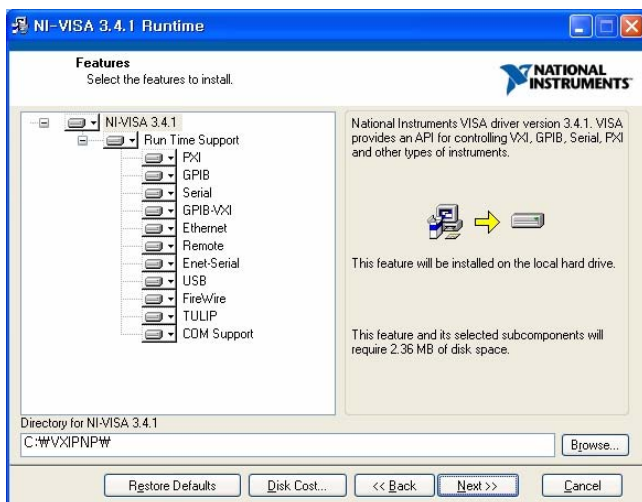 NI-VISA 3.4.1 Runtime
Features
Select the features to install.
NATIONAL
INSTRUMENTS™
NI-VISA 3.4.1
Run Time Support
PXI
GPIB
Serial
GPIB-VXI
Ethernet
Remote
Enet-Serial
USB
FireWire
TULIP
COM Support
National Instruments VISA driver version 3.4.1. VISA
provides an API for controlling VXI, GPIB, Serial, PXI
and other types of instruments.
This feature will be installed on the local hard drive.
This feature and its selected subcomponents will
require 2.36 MB of disk space.
Directory for NI-VISA 3.4.1
C:₩VXIPNP₩
Browse...
Restore Defaults
Disk Cost...
<< Back
Next >>
Cancel